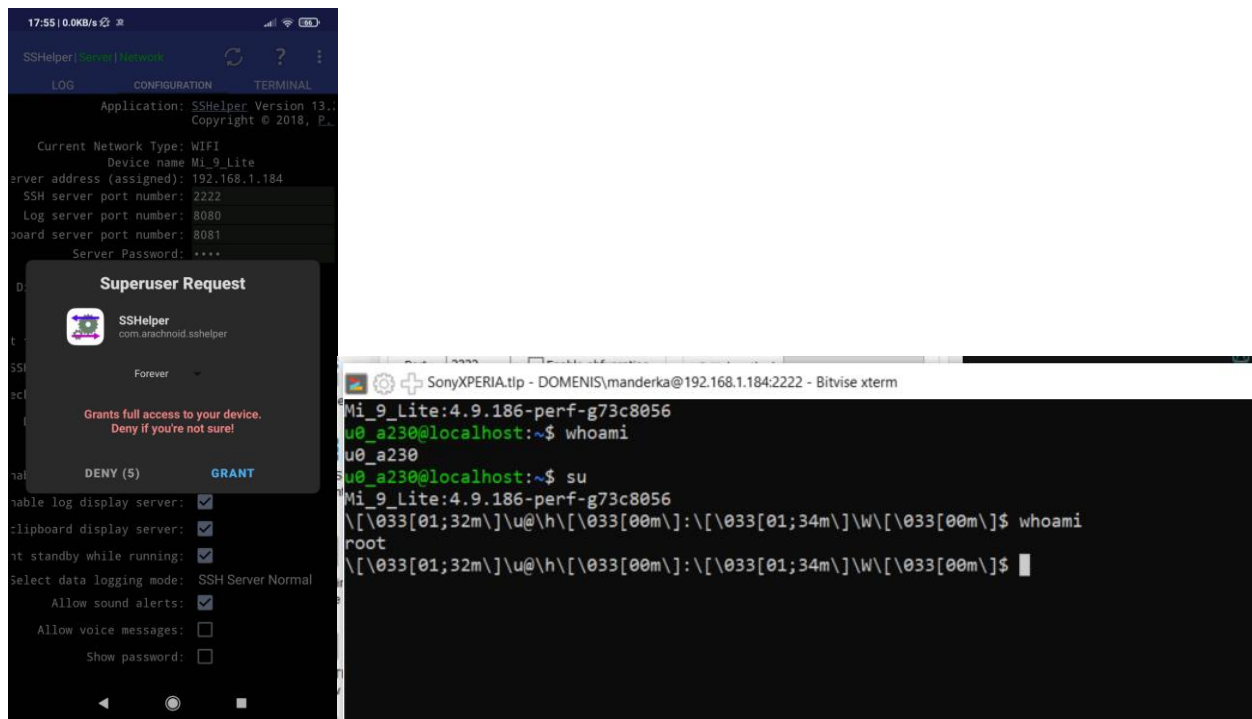 17:55 | 0.0KB/s
66
SSHelper | Server | Network
?
LOG CONFIGURATION TERMINAL
Application: SSHelper Version 13.
Copyright © 2018, P.
Current Network Type: WIFI
Device name Mi_9_Lite
erver address (assigned): 192.168.1.184
SSH server port number: 2222
Log server port number: 8080
board server port number: 8081
Server Password: ····
Superuser Request
SSHelper
com.arachnoid.sshelper
Forever
Grants full access to your device.
Deny if you're not sure!
DENY (5) GRANT
nable log display server:
clipboard display server:
nt standby while running:
Select data logging mode: SSH Server Normal
Allow sound alerts:
Allow voice messages:
Show password:
SonyXPERIA.tlp - DOMENIS\manderka@192.168.1.184:2222 - Bitvise xterm
Mi_9_Lite:4.9.186-perf-g73c8056
u0_a230@localhost:~$ whoami
u0_a230
u0_a230@localhost:~$ su
Mi_9_Lite:4.9.186-perf-g73c8056
\[\033[01;32m\]\u@\h\[\033[00m\]:\[\033[01;34m\]\W\[\033[00m\]$ whoami
root
\[\033[01;32m\]\u@\h\[\033[00m\]:\[\033[01;34m\]\W\[\033[00m\]$